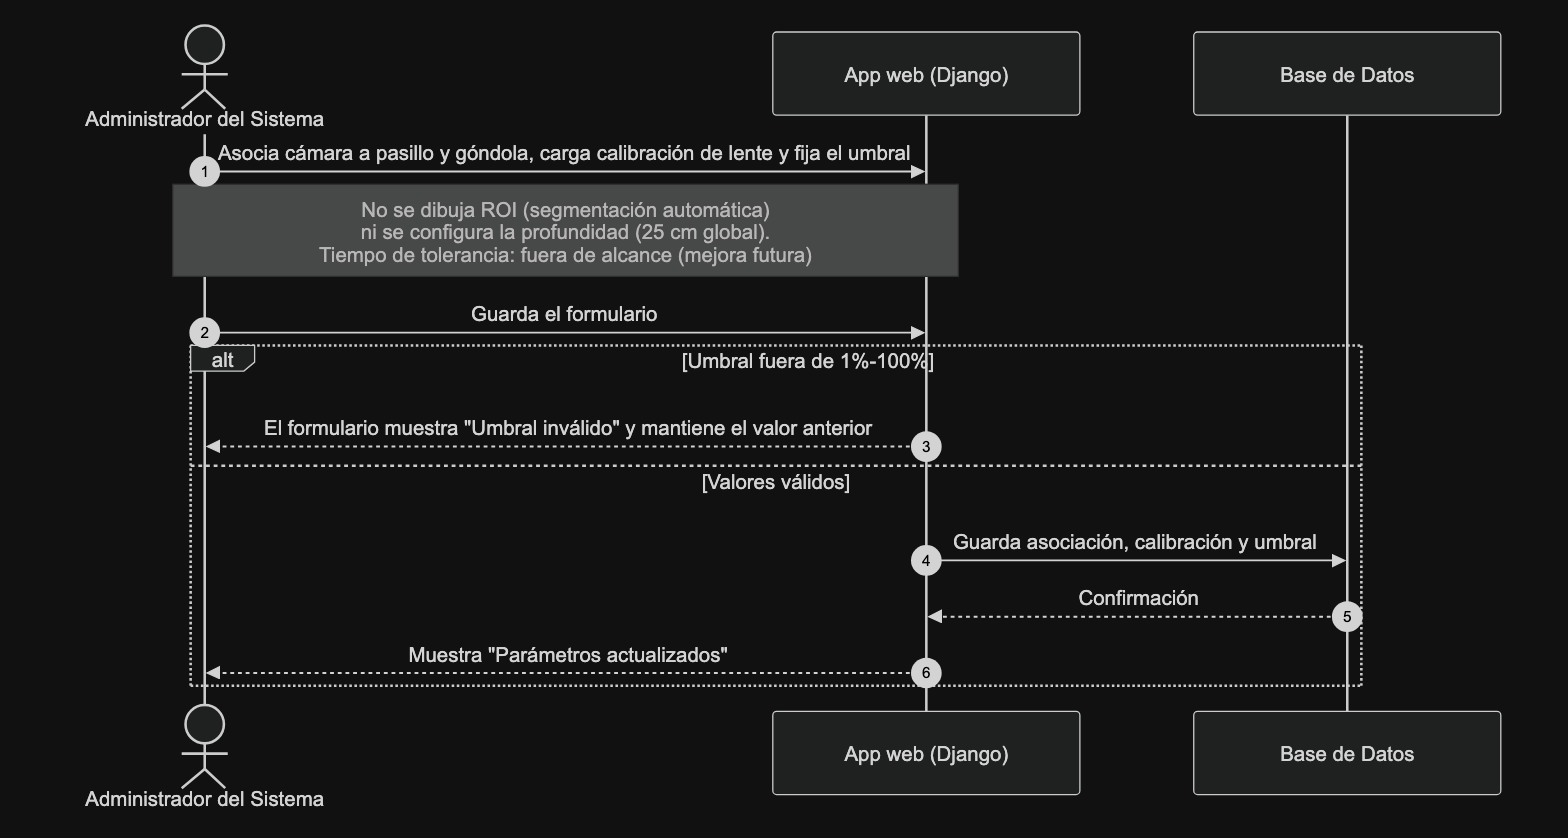 Administrador del Sistema
App web (Django)
Base de Datos
1
Asocia cámara a pasillo y góndola, carga calibración de lente y fija el umbral
No se dibuja ROI (segmentación automática)
ni se configura la profundidad (25 cm global).
Tiempo de tolerancia: fuera de alcance (mejora futura)
2
Guarda el formulario
alt
[Umbral fuera de 1%-100%]
El formulario muestra "Umbral inválido" y mantiene el valor anterior
3
[Valores válidos]
4
Guarda asociación, calibración y umbral
Confirmación
5
Muestra "Parámetros actualizados"
6
Administrador del Sistema
App web (Django)
Base de Datos